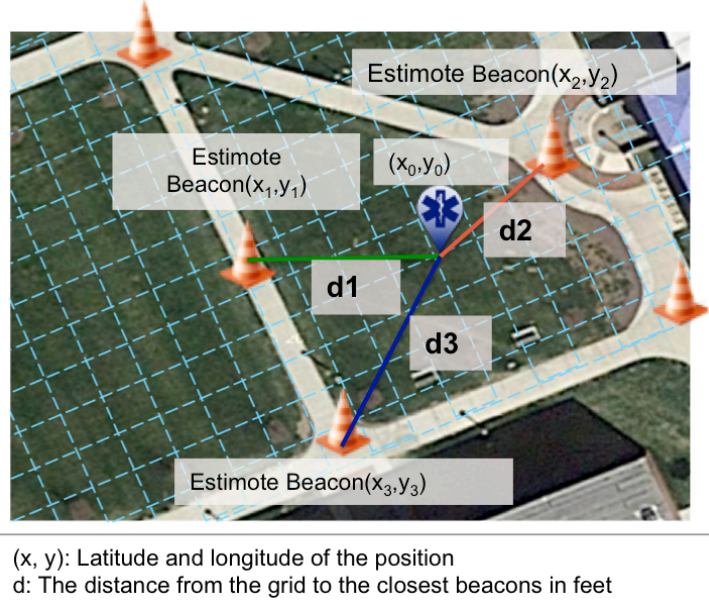 Estimote Beacon(x₂,y₂)
Estimote
Beacon(x₁,y₁)
(x₀,y₀)
d2
d1
d3
Estimote Beacon(x₃,y₃)
(x, y): Latitude and longitude of the position
d: The distance from the grid to the closest beacons in feet